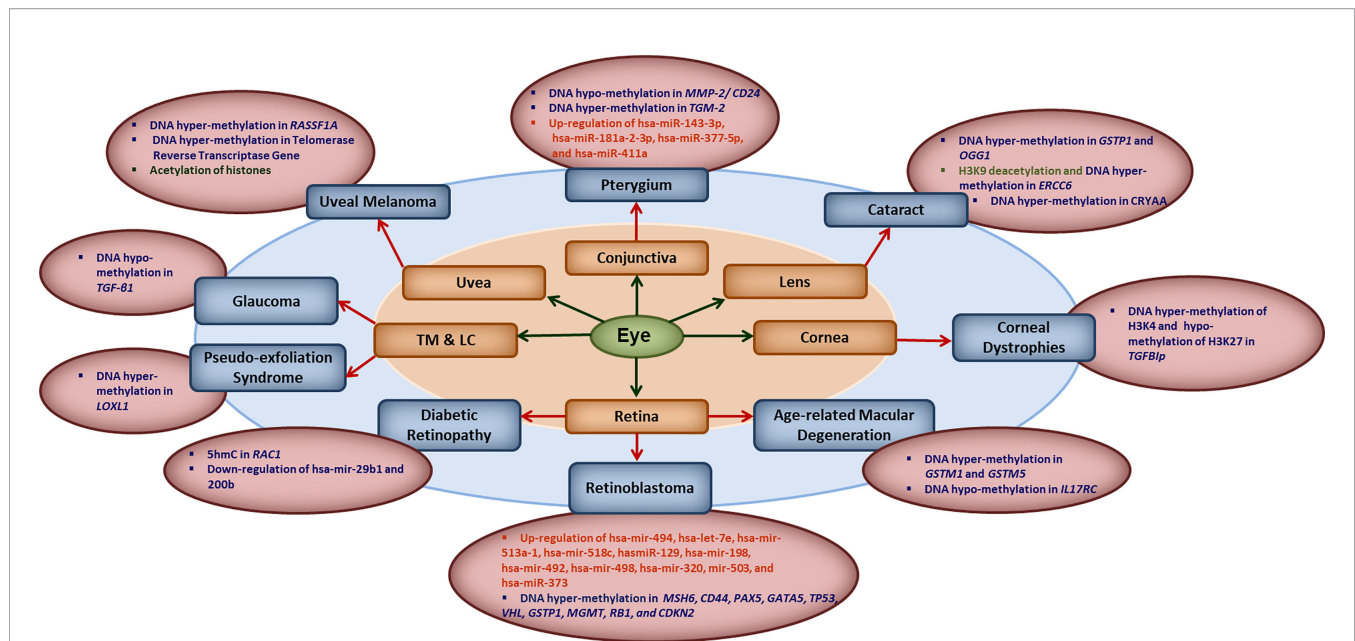 ▪ DNA hypo-methylation in MMP-2/ CD24
▪ DNA hyper-methylation in TGM-2
▪ Up-regulation of hsa-miR-143-3p,
hsa-miR-181a-2-3p, hsa-miR-377-5p,
and hsa-miR-411a
Pterygium
▪ DNA hyper-methylation in RASSF1A
▪ DNA hyper-methylation in Telomerase
Reverse Transcriptase Gene
▪ Acetylation of histones
Uveal Melanoma
▪ DNA hyper-methylation in GSTP1 and
OGG1
▪ H3K9 deacetylation and DNA hyper-
methylation in ERCC6
▪ DNA hyper-methylation in CRYAA
Cataract
Conjunctiva
Uvea
Lens
▪ DNA hypo-
methylation in
TGF-ß1
Glaucoma
TM & LC
Eye
Cornea
Corneal
Dystrophies
▪ DNA hyper-methylation of
H3K4 and hypo-
methylation of H3K27 in
TGFBIp
Pseudo-exfoliation
Syndrome
▪ DNA hyper-
methylation in
LOXL1
Diabetic
Retinopathy
Retina
Age-related Macular
Degeneration
▪ 5hmC in RAC1
▪ Down-regulation of hsa-mir-29b1 and
200b
▪ DNA hyper-methylation in
GSTM1 and GSTM5
▪ DNA hypo-methylation in IL17RC
Retinoblastoma
▪ Up-regulation of hsa-mir-494, hsa-let-7e, hsa-mir-
513a-1, hsa-mir-518c, hasmiR-129, hsa-mir-198,
hsa-mir-492, hsa-mir-498, hsa-mir-320, mir-503, and
hsa-miR-373
▪ DNA hyper-methylation in MSH6, CD44, PAX5, GATA5, TP53,
VHL, GSTP1, MGMT, RB1, and CDKN2